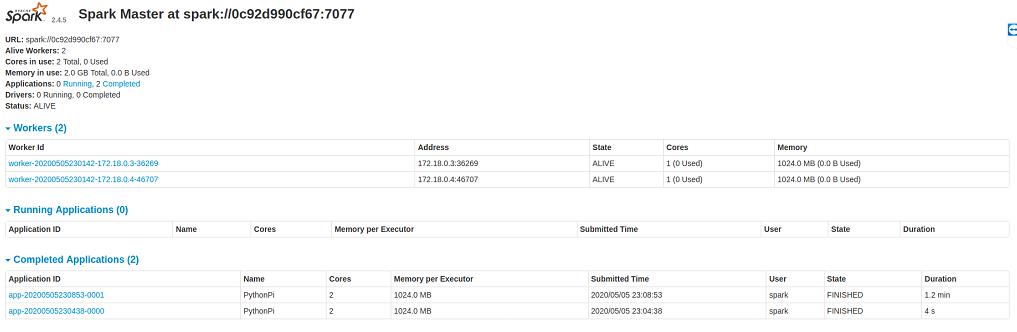 APACHE
Spark 2.4.5 Spark Master at spark://0c92d990cf67:7077
URL: spark://0c92d990cf67:7077
Alive Workers: 2
Cores in use: 2 Total, 0 Used
Memory in use: 2.0 GB Total, 0.0 B Used
Applications: 0 Running, 2 Completed
Drivers: 0 Running, 0 Completed
Status: ALIVE
Workers (2)
Worker Id Address State Cores Memory
worker-20200505230142-172.18.0.3-36269 172.18.0.3:36269 ALIVE 1 (0 Used) 1024.0 MB (0.0 B Used)
worker-20200505230142-172.18.0.4-46707 172.18.0.4:46707 ALIVE 1 (0 Used) 1024.0 MB (0.0 B Used)
Running Applications (0)
Application ID Name Cores Memory per Executor Submitted Time User State Duration
Completed Applications (2)
Application ID Name Cores Memory per Executor Submitted Time User State Duration
app-20200505230853-0001 PythonPi 2 1024.0 MB 2020/05/05 23:08:53 spark FINISHED 1.2 min
app-20200505230438-0000 PythonPi 2 1024.0 MB 2020/05/05 23:04:38 spark FINISHED 4 s